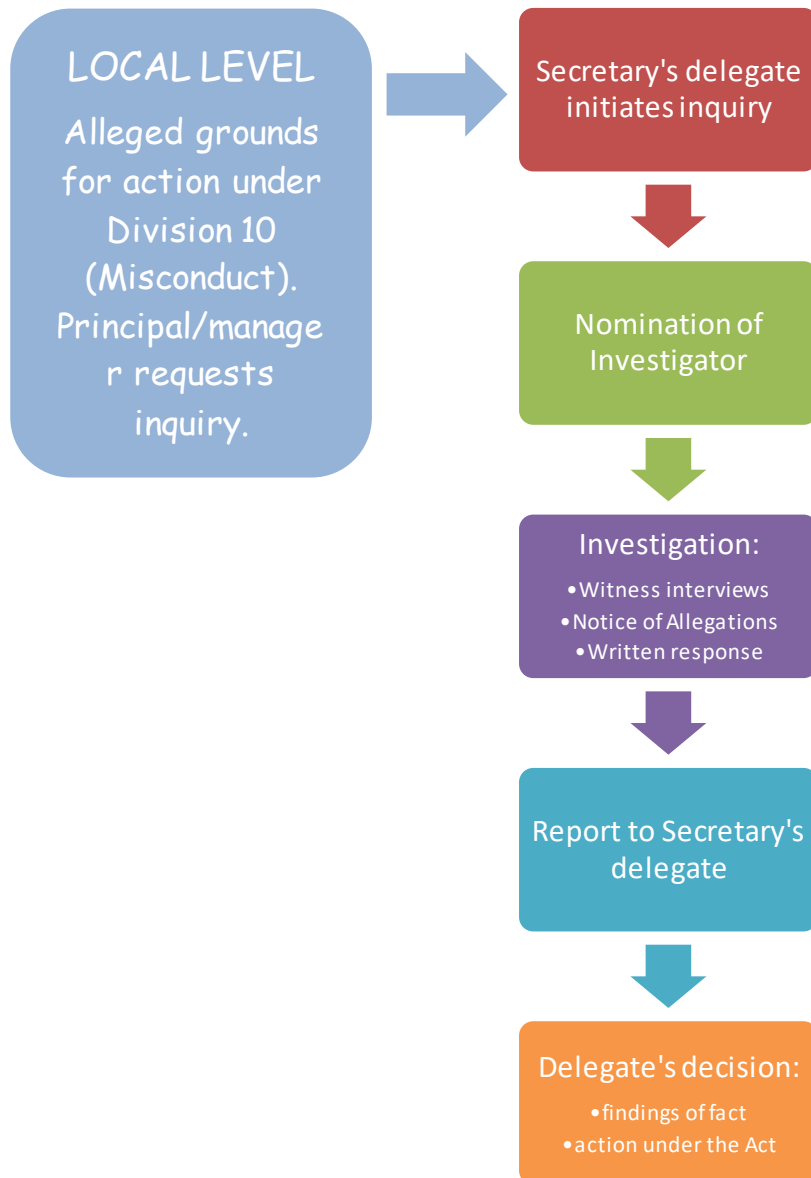 LOCAL LEVEL
Alleged grounds
for action under
Division 10
(Misconduct).
Principal/manage
r requests
inquiry.
Secretary's delegate
initiates inquiry
Nomination of
Investigator
Investigation:
•Witness interviews
•Notice of Allegations
•Written response
Report to Secretary's
delegate
Delegate's decision:
•findings of fact
•action under the Act